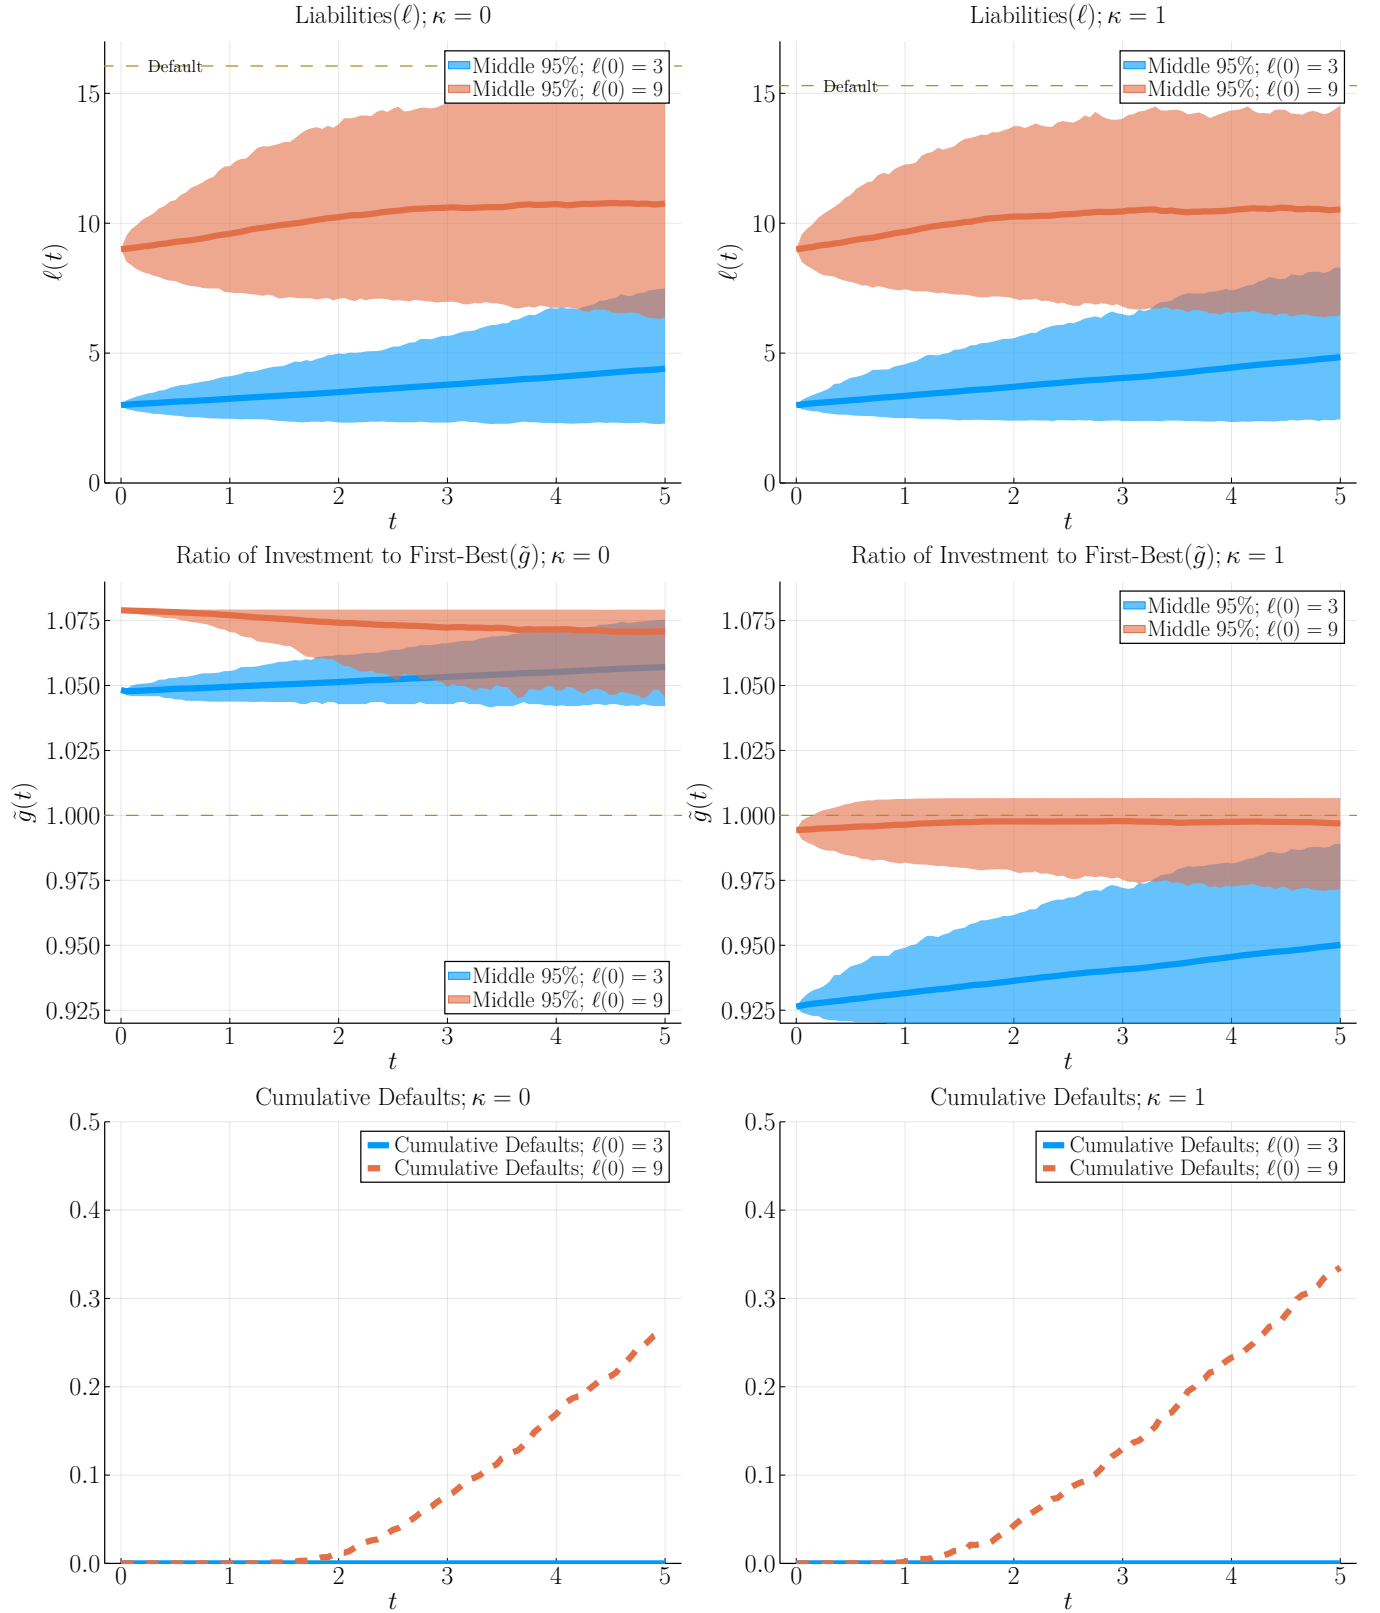 Liabilities(ℓ); κ = 0
Default
Middle 95%; ℓ(0) = 3
Middle 95%; ℓ(0) = 9
15
10
5
0
ℓ(t)
0 1 2 3 4 5
t
Liabilities(ℓ); κ = 1
Default
Middle 95%; ℓ(0) = 3
Middle 95%; ℓ(0) = 9
15
10
5
0
ℓ(t)
0 1 2 3 4 5
t
Ratio of Investment to First-Best(g̃); κ = 0
1.075
1.050
1.025
1.000
0.975
0.950
0.925
g̃(t)
Middle 95%; ℓ(0) = 3
Middle 95%; ℓ(0) = 9
0 1 2 3 4 5
t
Ratio of Investment to First-Best(g̃); κ = 1
Middle 95%; ℓ(0) = 3
Middle 95%; ℓ(0) = 9
1.075
1.050
1.025
1.000
0.975
0.950
0.925
g̃(t)
0 1 2 3 4 5
t
Cumulative Defaults; κ = 0
Cumulative Defaults; ℓ(0) = 3
Cumulative Defaults; ℓ(0) = 9
0.5
0.4
0.3
0.2
0.1
0.0
0 1 2 3 4 5
t
Cumulative Defaults; κ = 1
Cumulative Defaults; ℓ(0) = 3
Cumulative Defaults; ℓ(0) = 9
0.5
0.4
0.3
0.2
0.1
0.0
0 1 2 3 4 5
t